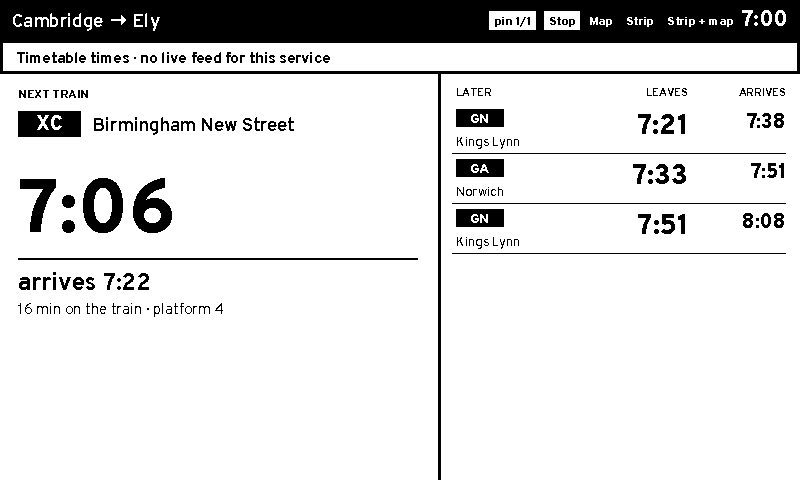 Cambridge → Ely
pin 1/1 Stop Map Strip Strip + map 7:00
Timetable times · no live feed for this service
NEXT TRAIN
XC Birmingham New Street
7:06
arrives 7:22
16 min on the train · platform 4
LATER LEAVES ARRIVES
GN 7:21 7:38
Kings Lynn
GA 7:33 7:51
Norwich
GN 7:51 8:08
Kings Lynn